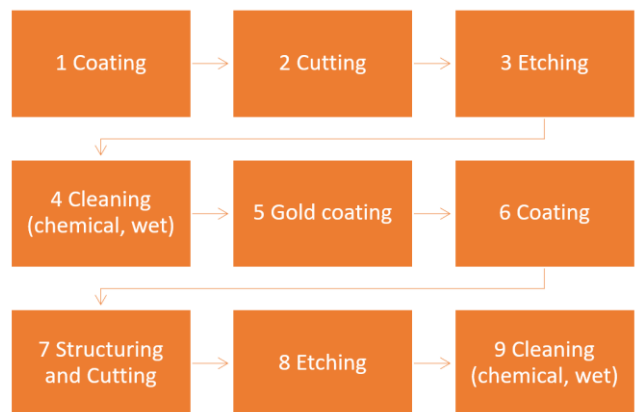 1 Coating
2 Cutting
3 Etching
4 Cleaning
(chemical, wet)
5 Gold coating
6 Coating
7 Structuring
and Cutting
8 Etching
9 Cleaning
(chemical, wet)